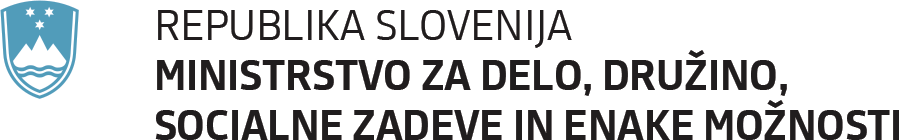 REPUBLIKA SLOVENIJA
MINISTRSTVO ZA DELO, DRUŽINO,
SOCIALNE ZADEVE IN ENAKE MOŽNOSTI